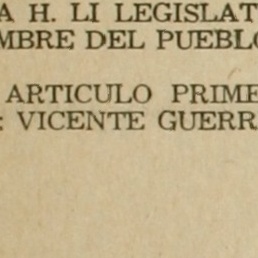 A H. LI LEGISLAT
MBRE DEL PUEBLO
ARTICULO PRIME
: VICENTE GUERR